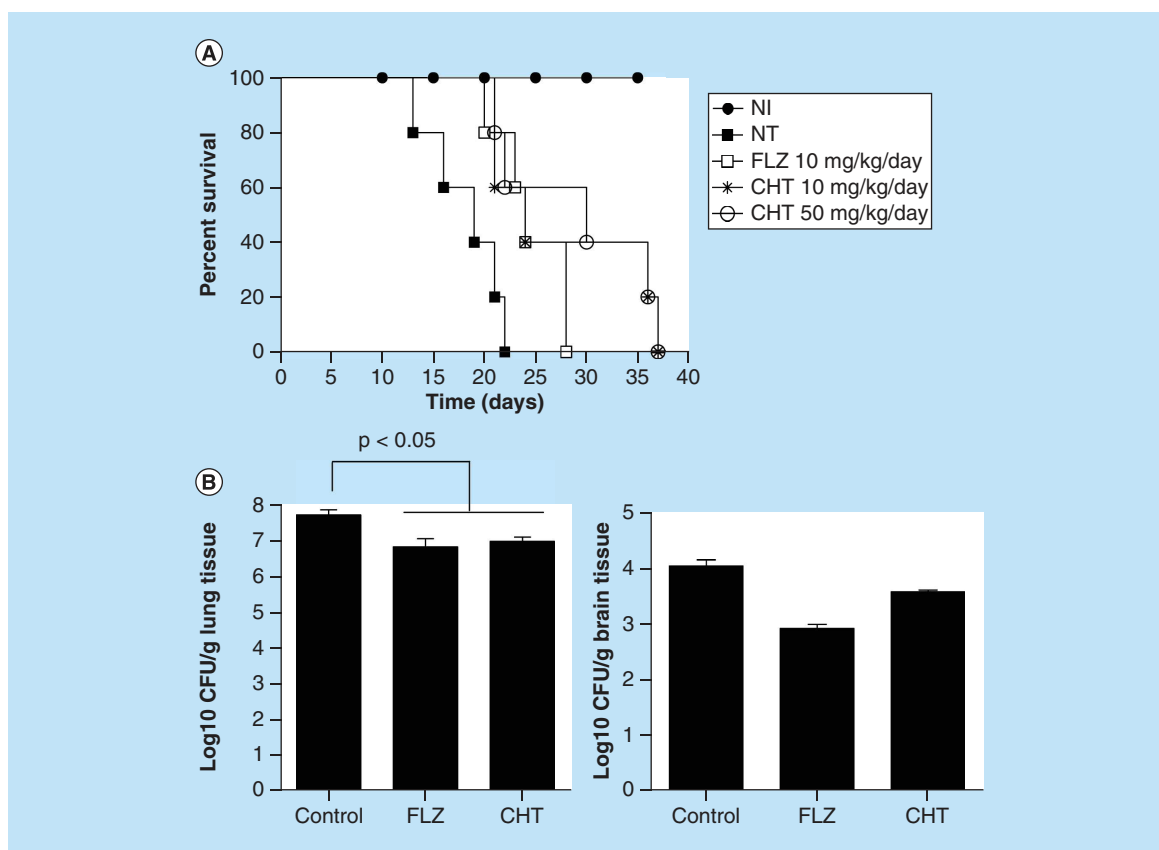 A
Percent survival
100
80
60
40
20
0
0 5 10 15 20 25 30 35 40
Time (days)
NI
NT
FLZ 10 mg/kg/day
CHT 10 mg/kg/day
CHT 50 mg/kg/day
B
p < 0.05
Log10 CFU/g lung tissue
8
7
6
5
4
3
2
1
0
Control FLZ CHT
Log10 CFU/g brain tissue
5
4
3
2
1
0
Control FLZ CHT